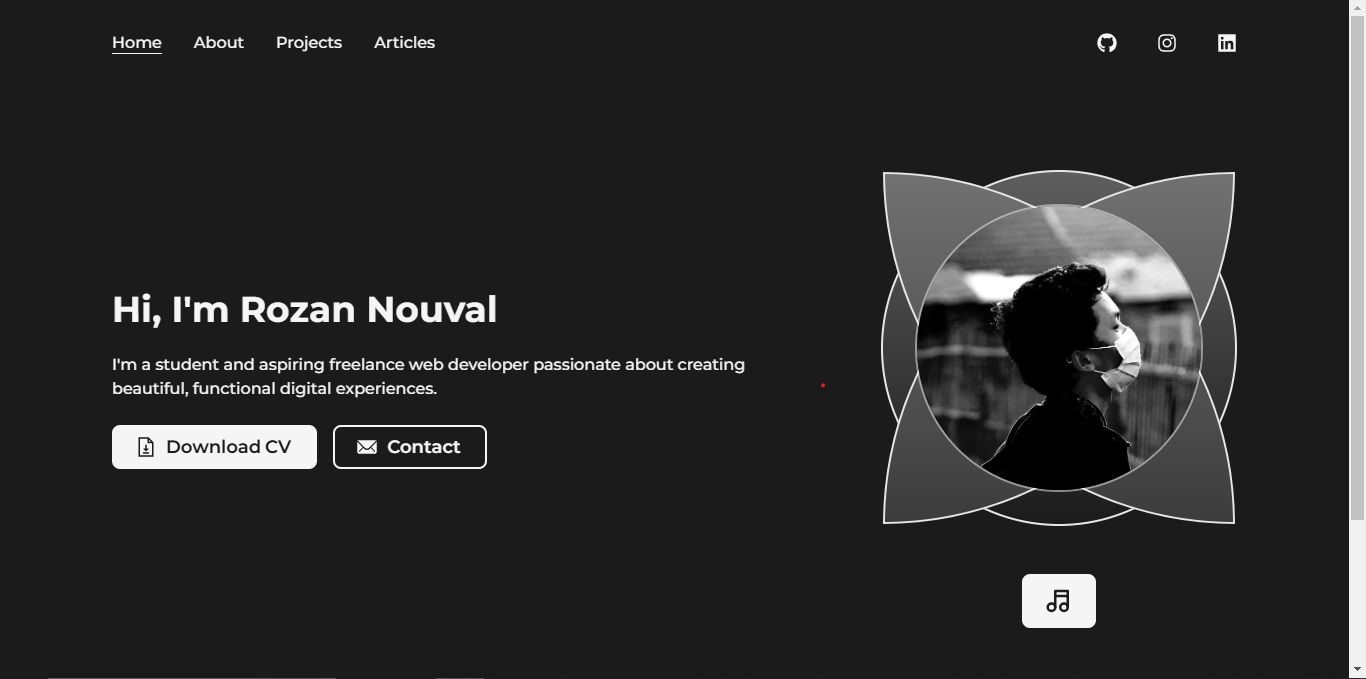 Home About Projects Articles
Hi, I'm Rozan Nouval
I'm a student and aspiring freelance web developer passionate about creating
beautiful, functional digital experiences.
Download CV Contact